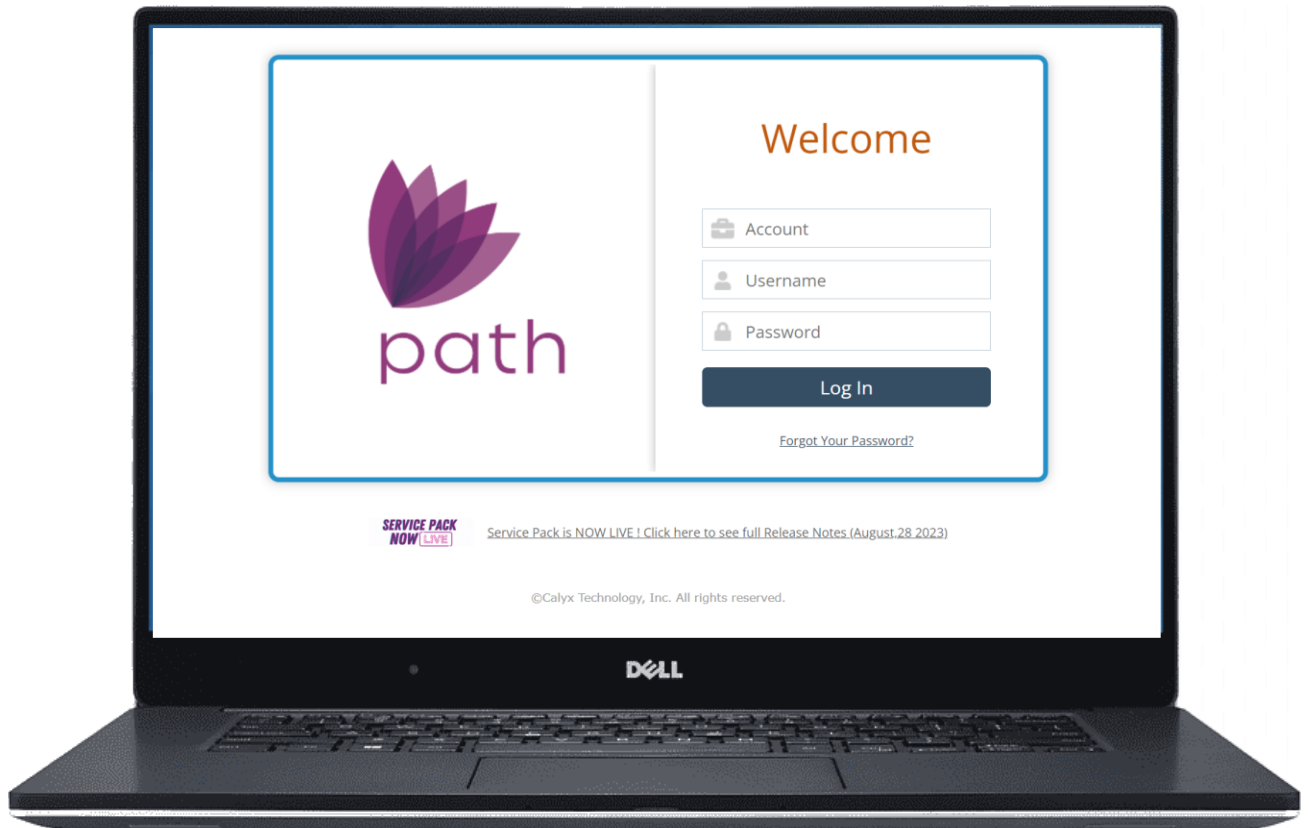 path
Welcome
Account
Username
Password
Log In
Forgot Your Password?
SERVICE PACK
NOW LIVE
Service Pack is NOW LIVE ! Click here to see full Release Notes (August,28 2023)
©Calyx Technology, Inc. All rights reserved.
DELL